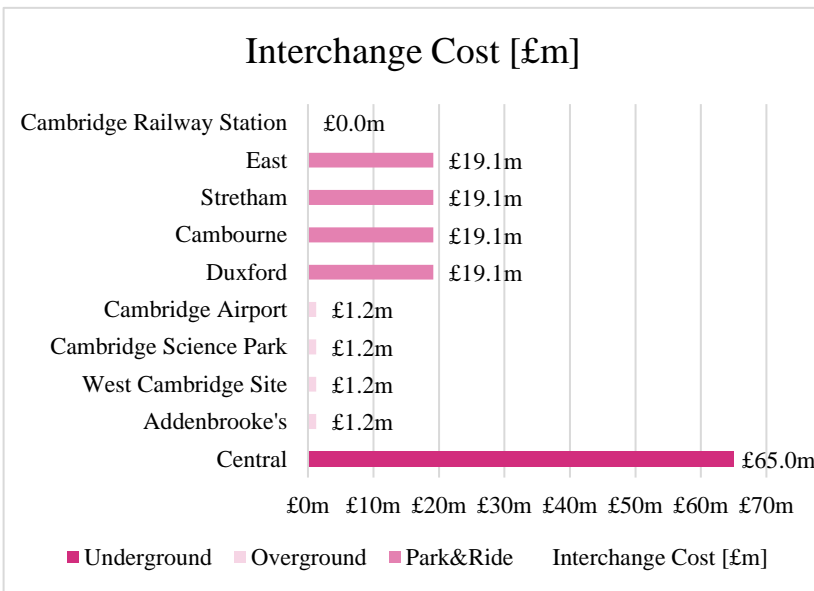 Interchange Cost [£m]
Cambridge Railway Station £0.0m
East £19.1m
Stretham £19.1m
Cambourne £19.1m
Duxford £19.1m
Cambridge Airport £1.2m
Cambridge Science Park £1.2m
West Cambridge Site £1.2m
Addenbrooke's £1.2m
Central £65.0m
£0m £10m £20m £30m £40m £50m £60m £70m
Underground Overground Park&Ride Interchange Cost [£m]